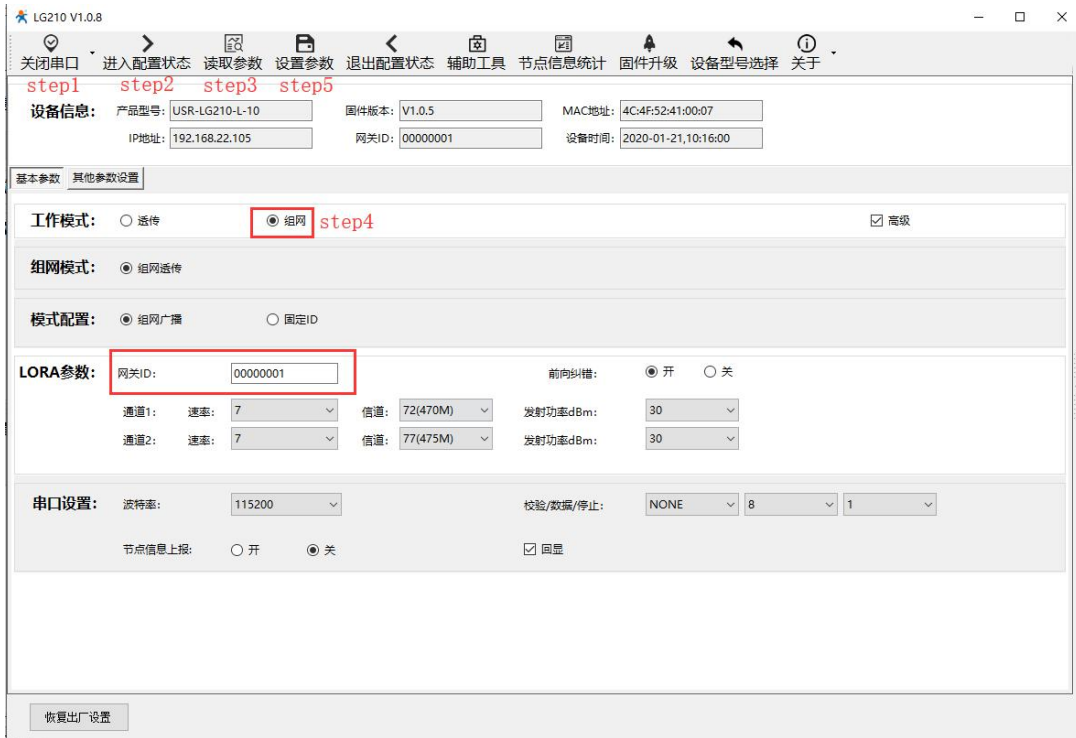 LG210 V1.0.8
关闭串口 进入配置状态 读取参数 设置参数 退出配置状态 辅助工具 节点信息统计 固件升级 设备型号选择 关于
step1 step2 step3 step5
设备信息: 产品型号: USR-LG210-L-10 固件版本: V1.0.5 MAC地址: 4C:4F:52:41:00:07
IP地址: 192.168.22.105 网关ID: 00000001 设备时间: 2020-01-21,10:16:00
基本参数 其他参数设置
工作模式: 透传 组网 step4 高级
组网模式: 组网透传
模式配置: 组网广播 固定ID
LORA参数: 网关ID: 00000001 前向纠错: 开 关
通道1: 速率: 7 信道: 72(470M) 发射功率dBm: 30
通道2: 速率: 7 信道: 77(475M) 发射功率dBm: 30
串口设置: 波特率: 115200 校验/数据/停止: NONE 8 1
节点信息上报: 开 关 回显
恢复出厂设置